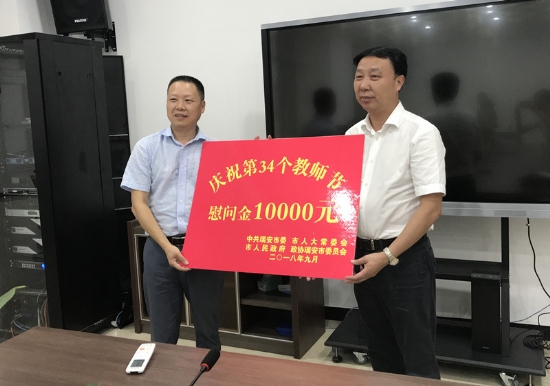 庆祝第34个教师节
慰问金10000元
中共瑞安市委 市人大常委会
市人民政府 政协瑞安市委员会
二〇一八年九月